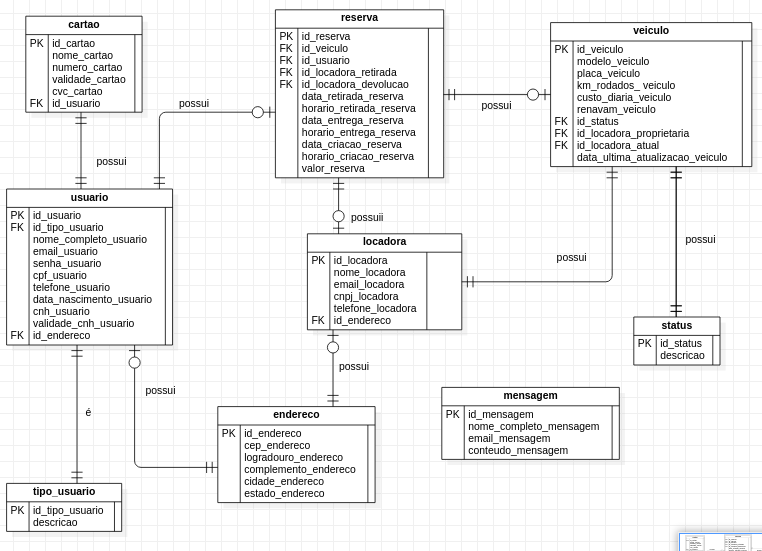 cartao
PK id_cartao
nome_cartao
numero_cartao
validade_cartao
cvc_cartao
FK id_usuario
reserva
PK id_reserva
FK id_veiculo
FK id_usuario
FK id_locadora_retirada
FK id_locadora_devolucao
data_retirada_reserva
horario_retirada_reserva
data_entrega_reserva
horario_entrega_reserva
data_criacao_reserva
horario_criacao_reserva
valor_reserva
veiculo
PK id_veiculo
modelo_veiculo
placa_veiculo
km_rodados_ veiculo
custo_diaria_veiculo
renavam_veiculo
FK id_status
FK id_locadora_proprietaria
FK id_locadora_atual
data_ultima_atualizacao_veiculo
possui
possui
possui
usuario
PK id_usuario
FK id_tipo_usuario
nome_completo_usuario
email_usuario
senha_usuario
cpf_usuario
telefone_usuario
data_nascimento_usuario
cnh_usuario
validade_cnh_usuario
FK id_endereco
possuii
locadora
PK id_locadora
nome_locadora
email_locadora
cnpj_locadora
telefone_locadora
FK id_endereco
possui
possui
status
PK id_status
descricao
possui
possui
é
endereco
PK id_endereco
cep_endereco
logradouro_endereco
complemento_endereco
cidade_endereco
estado_endereco
mensagem
PK id_mensagem
nome_completo_mensagem
email_mensagem
conteudo_mensagem
tipo_usuario
PK id_tipo_usuario
descricao